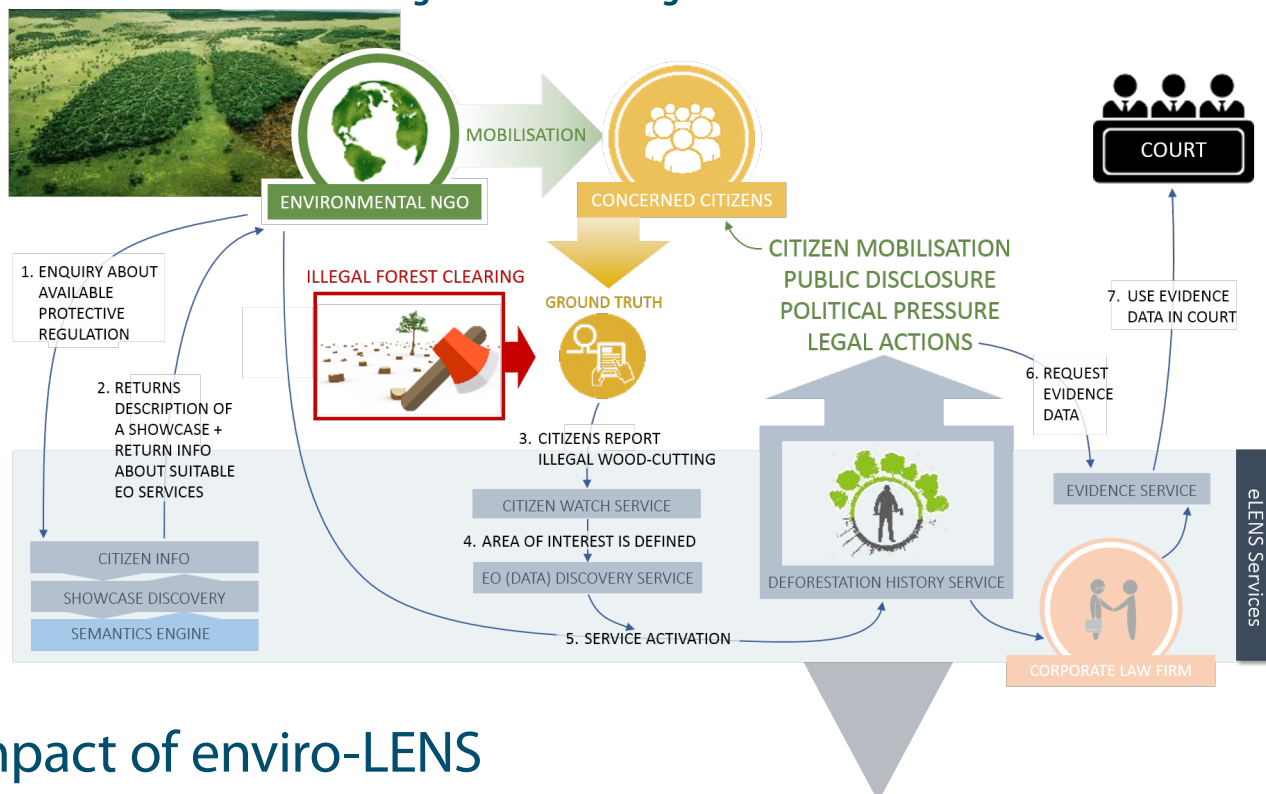 MOBILISATION
COURT
ENVIRONMENTAL NGO
CONCERNED CITIZENS
1. ENQUIRY ABOUT
AVAILABLE
PROTECTIVE
REGULATION
ILLEGAL FOREST CLEARING
GROUND TRUTH
CITIZEN MOBILISATION
PUBLIC DISCLOSURE
POLITICAL PRESSURE
LEGAL ACTIONS
7. USE EVIDENCE
DATA IN COURT
2. RETURNS
DESCRIPTION OF
A SHOWCASE +
RETURN INFO
ABOUT SUITABLE
EO SERVICES
6. REQUEST
EVIDENCE
DATA
3. CITIZENS REPORT
ILLEGAL WOOD-CUTTING
CITIZEN WATCH SERVICE
EVIDENCE SERVICE
eLENS Services
4. AREA OF INTEREST IS DEFINED
CITIZEN INFO
EO (DATA) DISCOVERY SERVICE
DEFORESTATION HISTORY SERVICE
SHOWCASE DISCOVERY
SEMANTICS ENGINE
5. SERVICE ACTIVATION
CORPORATE LAW FIRM
of enviro-LENS